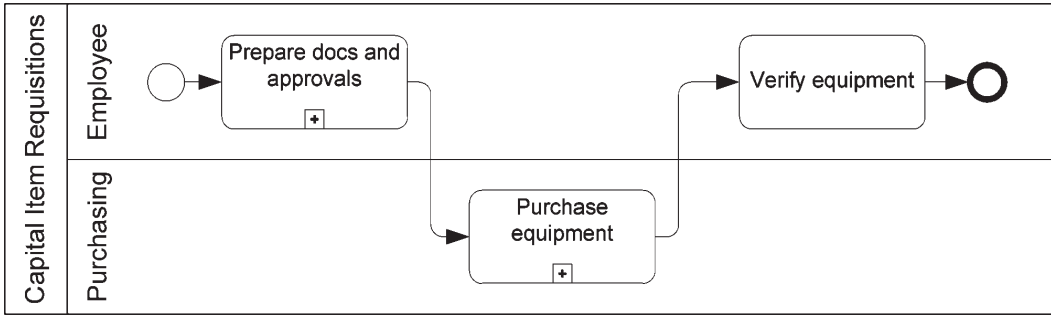 Capital Item Requisitions
Employee
Prepare docs and
approvals
Verify equipment
Purchasing
Purchase
equipment